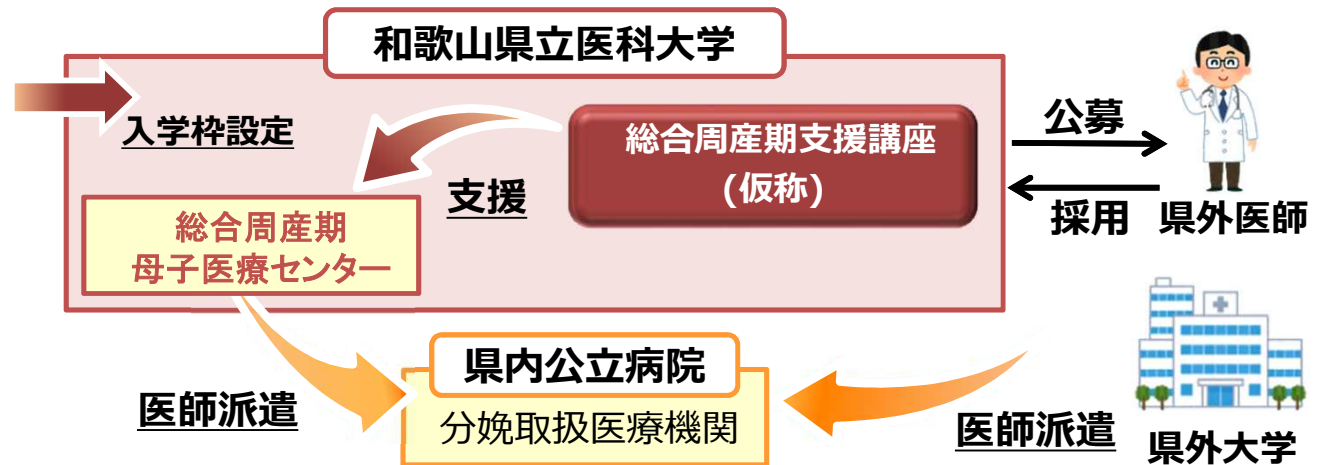 和歌山県立医科大学
入学枠設定
総合周産期支援講座
(仮称)
公募
採用
県外医師
支援
総合周産期
母子医療センター
県内公立病院
分娩取扱医療機関
医師派遣
医師派遣
県外大学